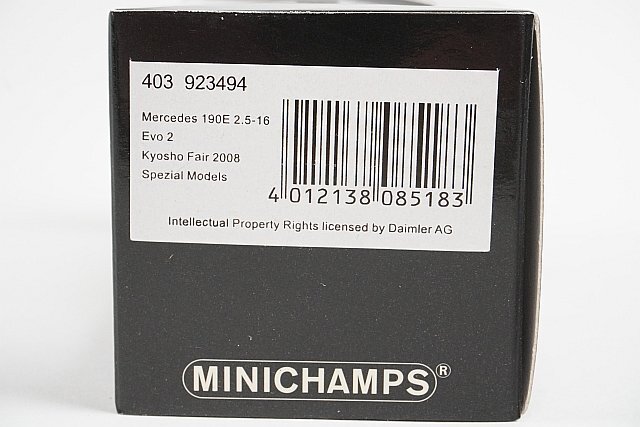 403 923494
Mercedes 190E 2.5-16
Evo 2
Kyosho Fair 2008
Spezial Models
4 012138 085183
Intellectual Property Rights licensed by Daimler AG
MINICHAMPS®